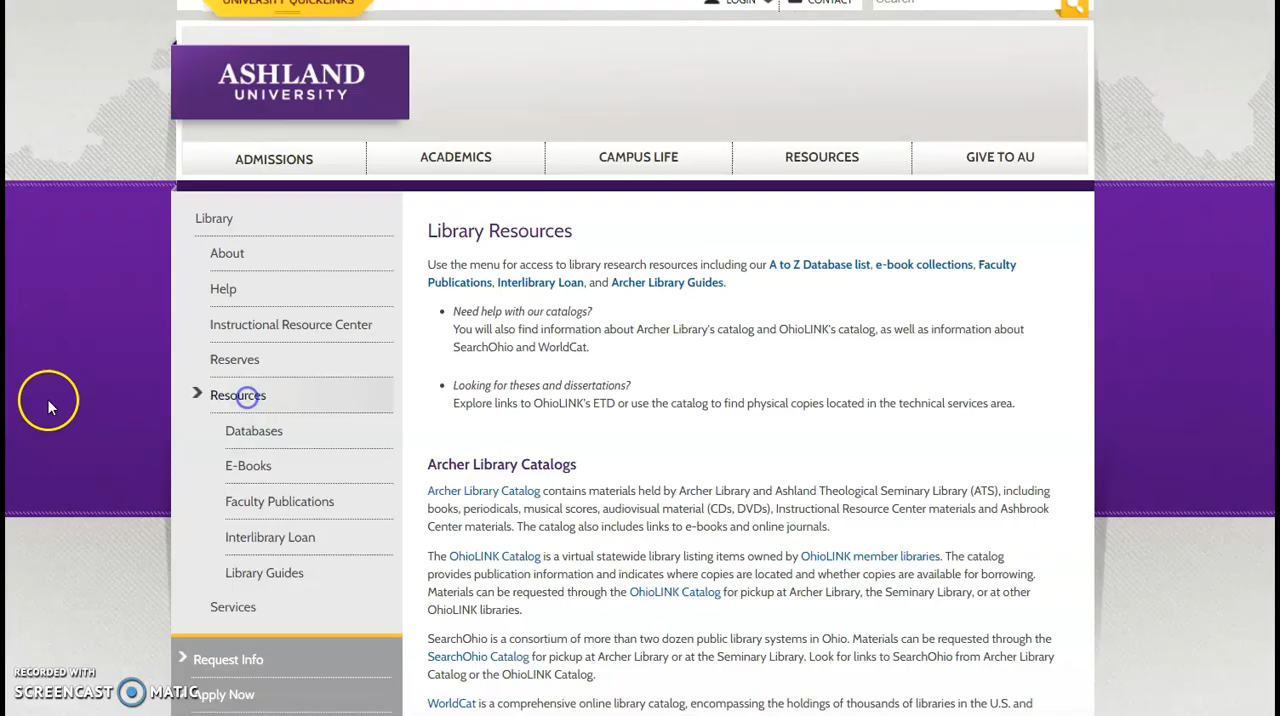 UNIVERSITY QUICKLINKS
LOGIN
CONTACT
Search
ASHLAND
UNIVERSITY
ADMISSIONS
ACADEMICS
CAMPUS LIFE
RESOURCES
GIVE TO AU
Library
About
Help
Instructional Resource Center
Reserves
Resources
Databases
E-Books
Faculty Publications
Interlibrary Loan
Library Guides
Services
Request Info
Apply Now
Library Resources
Use the menu for access to library research resources including our A to Z Database list, e-book collections, Faculty
Publications, Interlibrary Loan, and Archer Library Guides.
Need help with our catalogs?
You will also find information about Archer Library's catalog and OhioLINK's catalog, as well as information about
SearchOhio and WorldCat.
Looking for theses and dissertations?
Explore links to OhioLINK's ETD or use the catalog to find physical copies located in the technical services area.
Archer Library Catalogs
Archer Library Catalog contains materials held by Archer Library and Ashland Theological Seminary Library (ATS), including
books, periodicals, musical scores, audiovisual material (CDs, DVDs), Instructional Resource Center materials and Ashbrook
Center materials. The catalog also includes links to e-books and online journals.
The OhioLINK Catalog is a virtual statewide library listing items owned by OhioLINK member libraries. The catalog
provides publication information and indicates where copies are located and whether copies are available for borrowing.
Materials can be requested through the OhioLINK Catalog for pickup at Archer Library, the Seminary Library, or at other
OhioLINK libraries.
SearchOhio is a consortium of more than two dozen public library systems in Ohio. Materials can be requested through the
SearchOhio Catalog for pickup at Archer Library or at the Seminary Library. Look for links to SearchOhio from Archer Library
Catalog or the OhioLINK Catalog.
WorldCat is a comprehensive online library catalog, encompassing the holdings of thousands of libraries in the U.S. and
RECORDED WITH
SCREENCAST MATIC